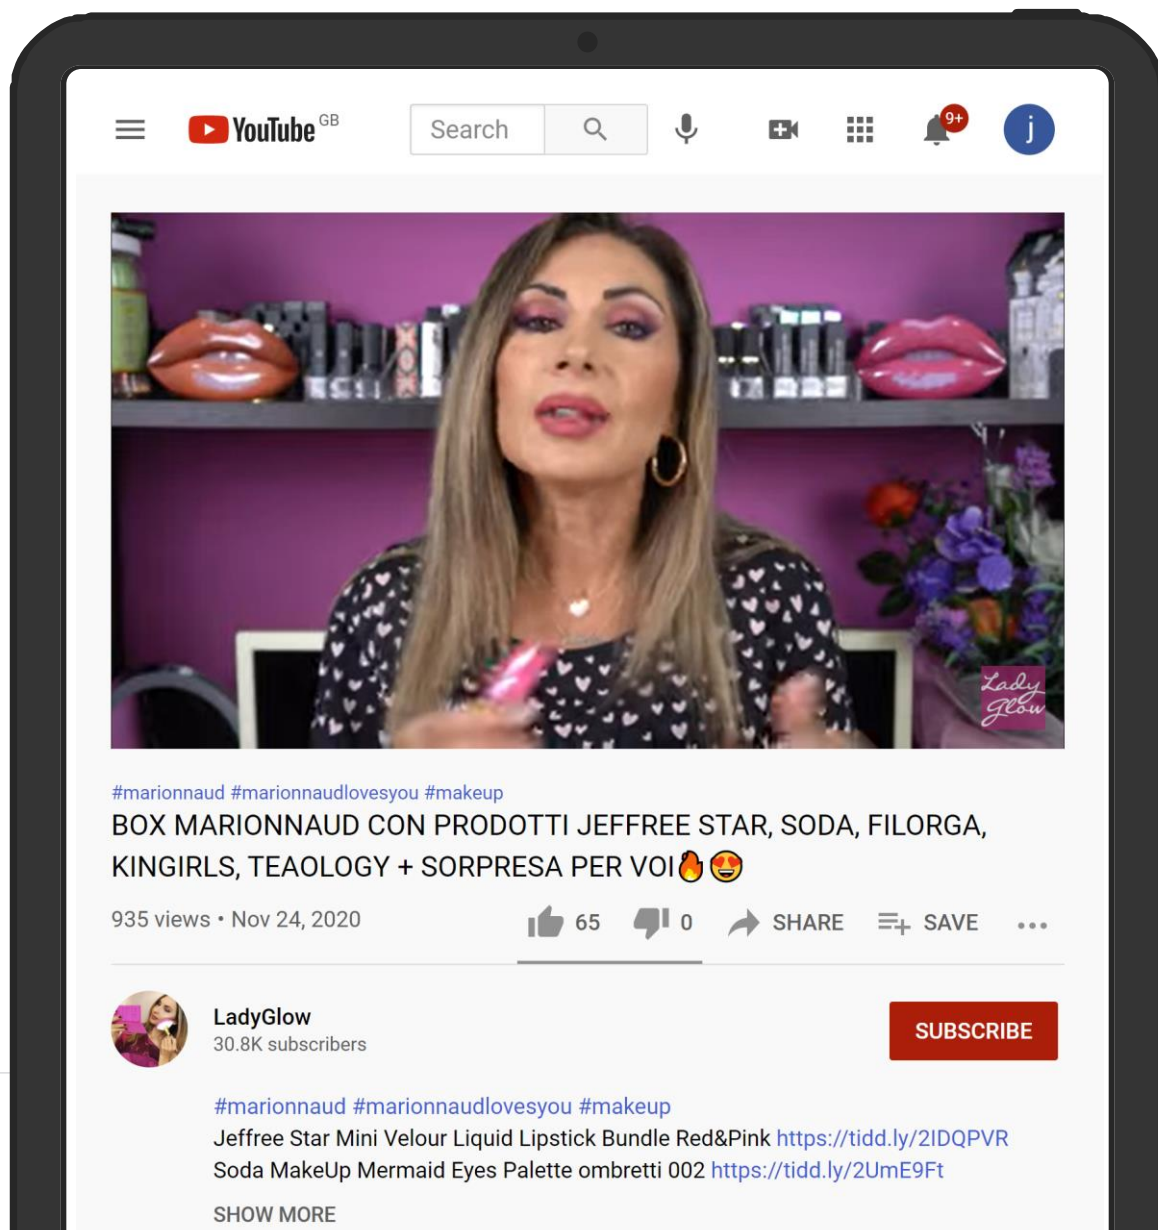 YouTube GB
Search
9+
j
Lady
Glow
#marionnaud #marionnaudlovesyou #makeup
BOX MARIONNAUD CON PRODOTTI JEFFREE STAR, SODA, FILORGA,
KINGIRLS, TEAOLOGY + SORPRESA PER VOI🔥😍
935 views • Nov 24, 2020
65
0
SHARE
SAVE
LadyGlow
30.8K subscribers
SUBSCRIBE
#marionnaud #marionnaudlovesyou #makeup
Jeffree Star Mini Velour Liquid Lipstick Bundle Red&Pink https://tidd.ly/2IDQPVR
Soda MakeUp Mermaid Eyes Palette ombretti 002 https://tidd.ly/2UmE9Ft
SHOW MORE